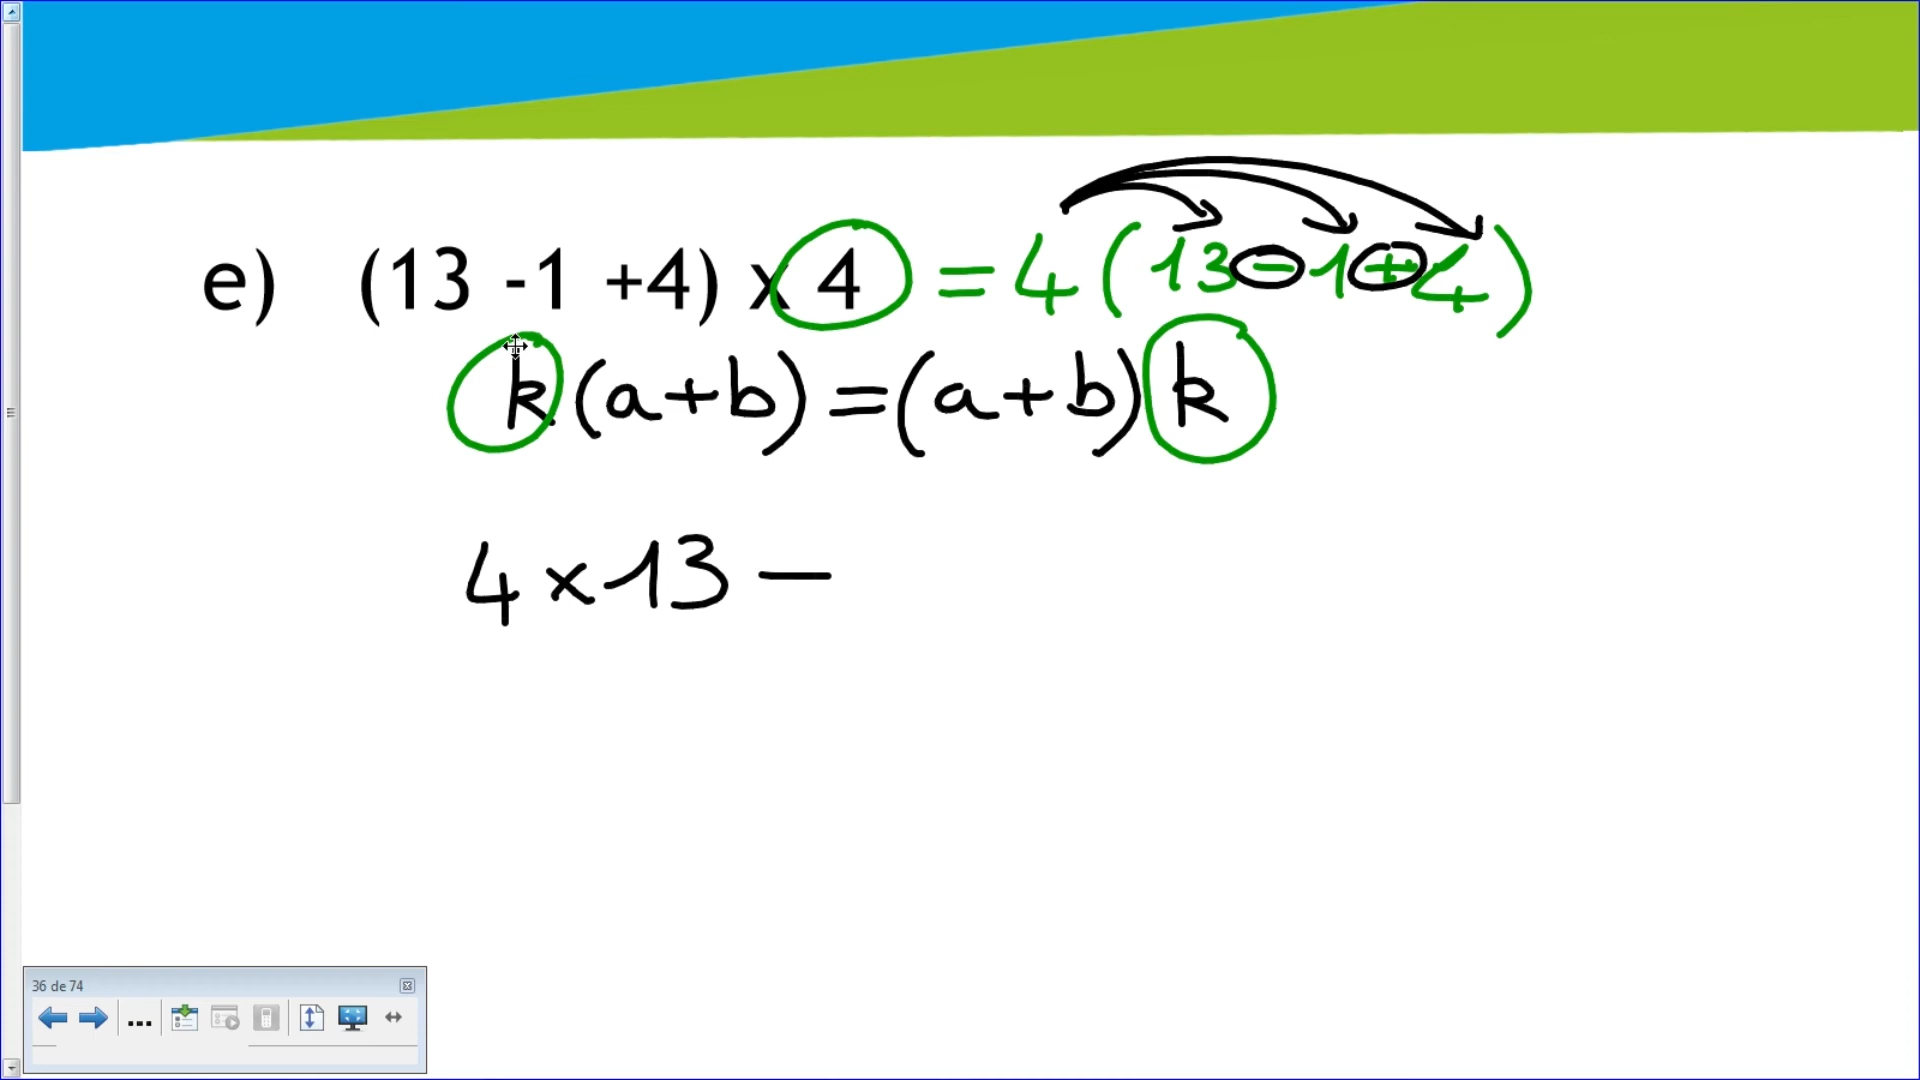 e) (13 -1 +4) x 4 = 4 (13 - 1 + 4)
k (a+b) = (a+b) k
4 x 13 —
36 de 74
...